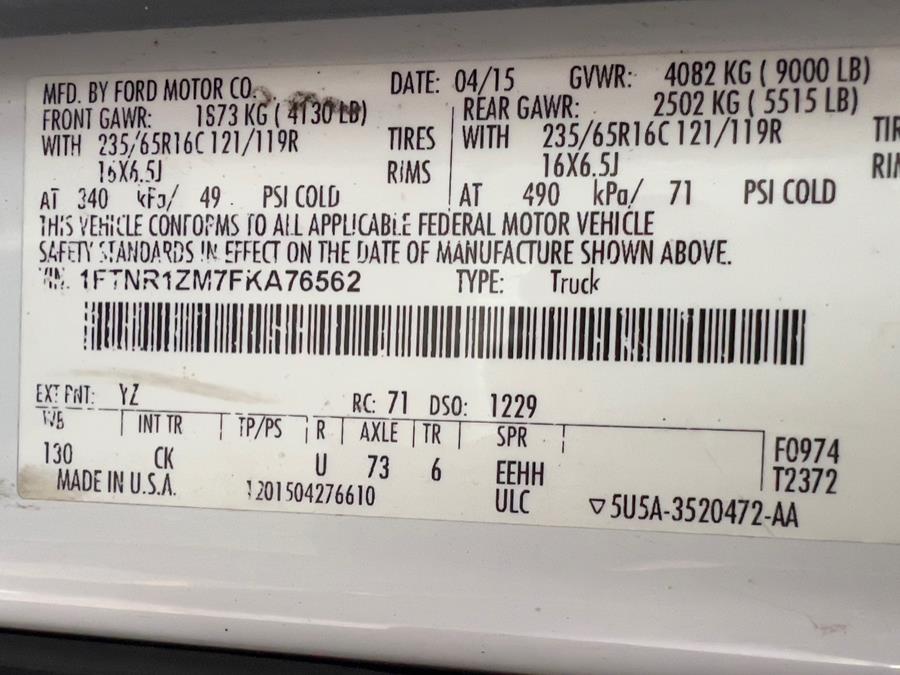 MFD. BY FORD MOTOR CO. DATE: 04/15 GVWR: 4082 KG ( 9000 LB)
FRONT GAWR: 1873 KG ( 4130 LB) REAR GAWR: 2502 KG ( 5515 LB)
WITH 235/65R16C 121/119R TIRES WITH 235/65R16C 121/119R TIR
16X6.5J RIMS 16X6.5J RIM
AT 340 kPa/ 49 PSI COLD AT 490 kPa/ 71 PSI COLD
THIS VEHICLE CONFORMS TO ALL APPLICABLE FEDERAL MOTOR VEHICLE
SAFETY STANDARDS IN EFFECT ON THE DATE OF MANUFACTURE SHOWN ABOVE.
VIN: 1FTNR1ZM7FKA76562 TYPE: Truck
EXT PNT: YZ RC: 71 DSO: 1229
WB INT TR TP/PS R AXLE TR SPR F0974
130 CK U 73 6 EEHH T2372
MADE IN U.S.A. 1201504276610 ULC ▽5U5A-3520472-AA